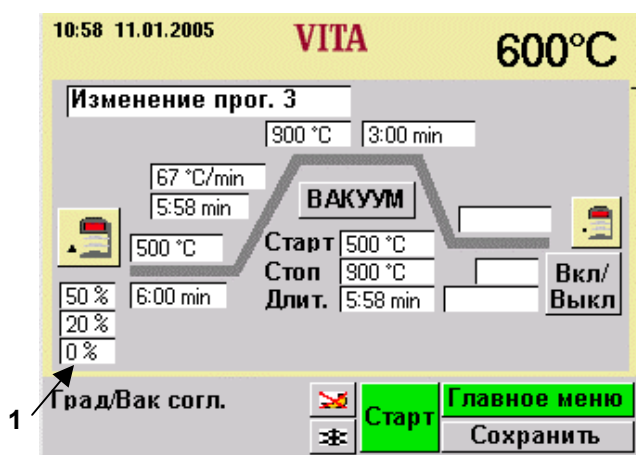 10:58 11.01.2005 VITA 600°C
Изменение прог. 3
900 °C 3:00 min
67 °C/min
5:58 min
ВАКУУМ
500 °C
Старт 500 °C
Стоп 900 °C
Вкл/
Выкл
50 % 6:00 min
Длит. 5:58 min
20 %
0 %
1
Град/Вак согл.
Старт
Главное меню
Сохранить